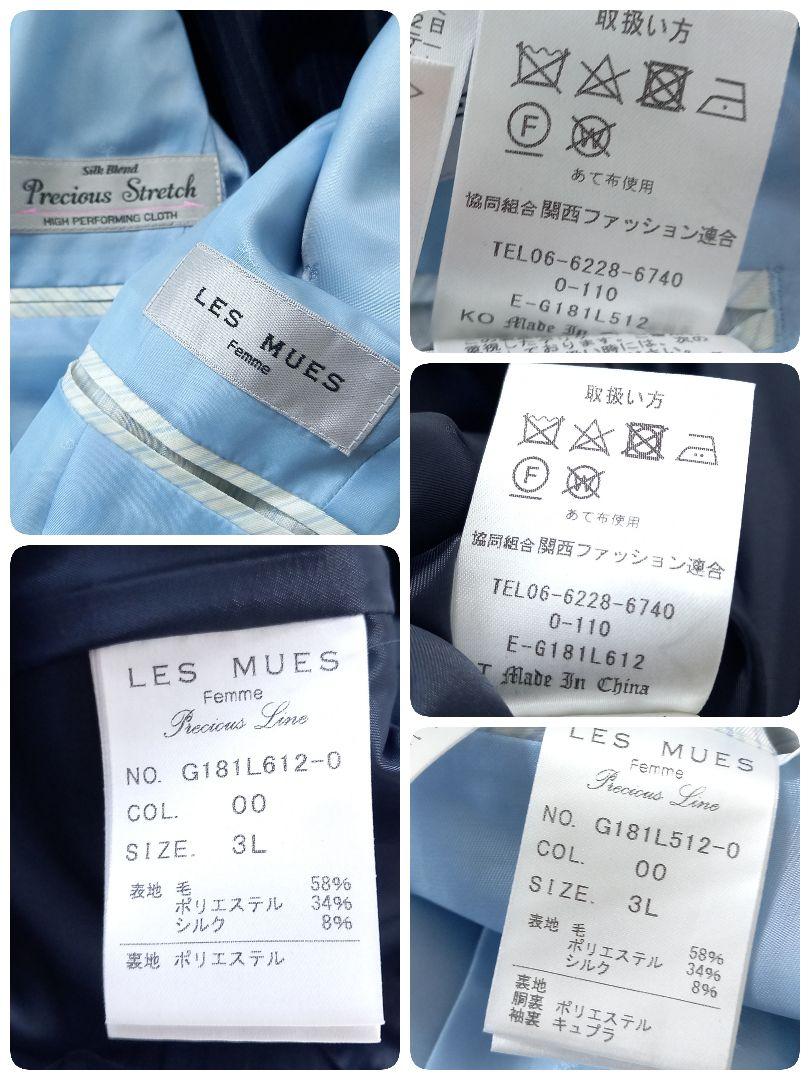 Silk Blend
Precious Stretch
HIGH PERFORMING CLOTH
LES MUES
Femme
2日
取扱い方
F
W
あて布使用
協同組合関西ファッション連合
TEL06-6228-6740
O-110
E-G181L512
KO Made In
取扱い方
F
W
あて布使用
協同組合関西ファッション連合
TEL06-6228-6740
O-110
E-G181L612
T Made In China
LES MUES
Femme
Precious Line
NO. G181L612-0
COL. 00
SIZE. 3L
表地 毛 58%
ポリエステル 34%
シルク 8%
裏地 ポリエステル
LES MUES
Femme
Precious Line
NO. G181L512-0
COL. 00
SIZE. 3L
表地 毛 58%
ポリエステル 34%
シルク 8%
裏地
胴裏 ポリエステル
袖裏 キュプラ